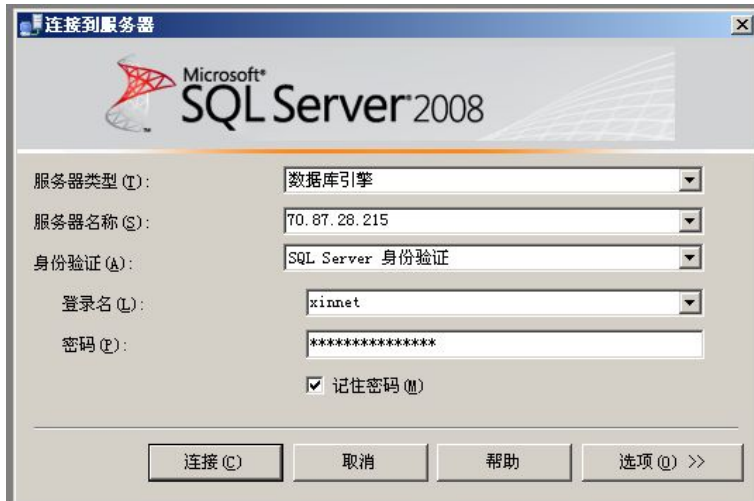 连接到服务器
Microsoft®
SQL Server® 2008
服务器类型(T): 数据库引擎
服务器名称(S): 70.87.28.215
身份验证(A): SQL Server 身份验证
登录名(L): xinnet
密码(P): ***************
记住密码(M)
连接(C) 取消 帮助 选项(O) >>